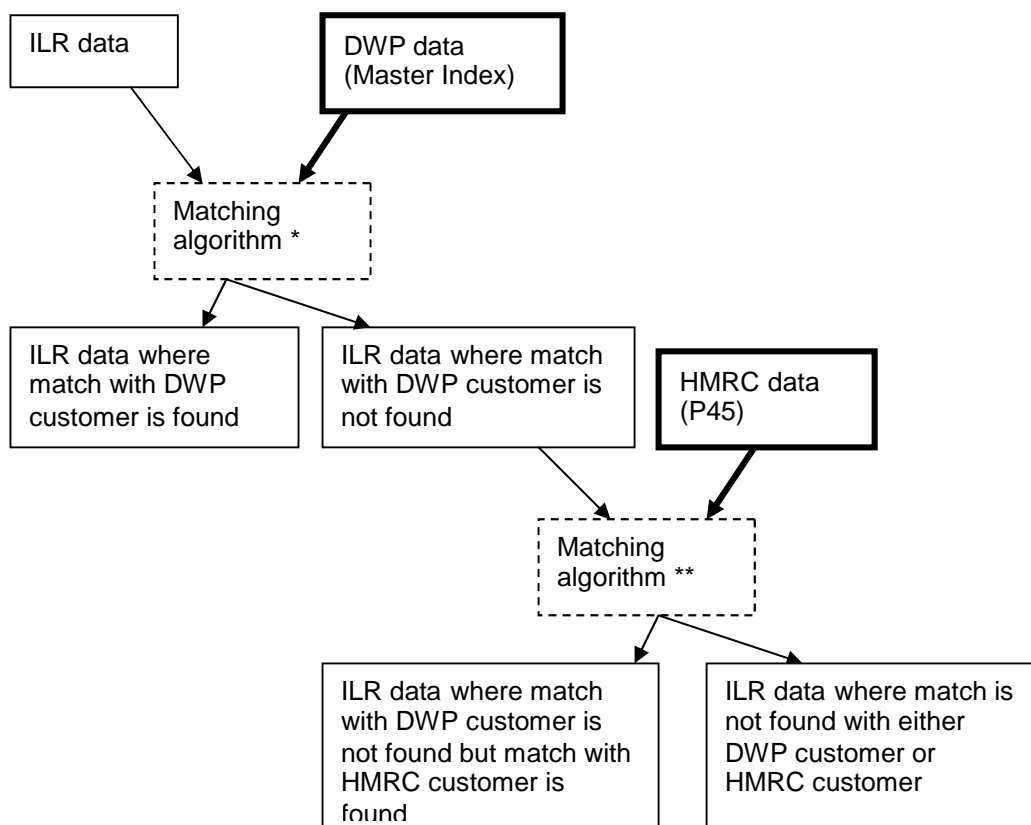 ILR data
DWP data
(Master Index)
Matching
algorithm *
ILR data where
match with DWP
customer is found
ILR data where match
with DWP customer is
not found
HMRC data
(P45)
Matching
algorithm **
ILR data where match
with DWP customer is
not found but match with
HMRC customer is
found
ILR data where match is
not found with either
DWP customer or
HMRC customer